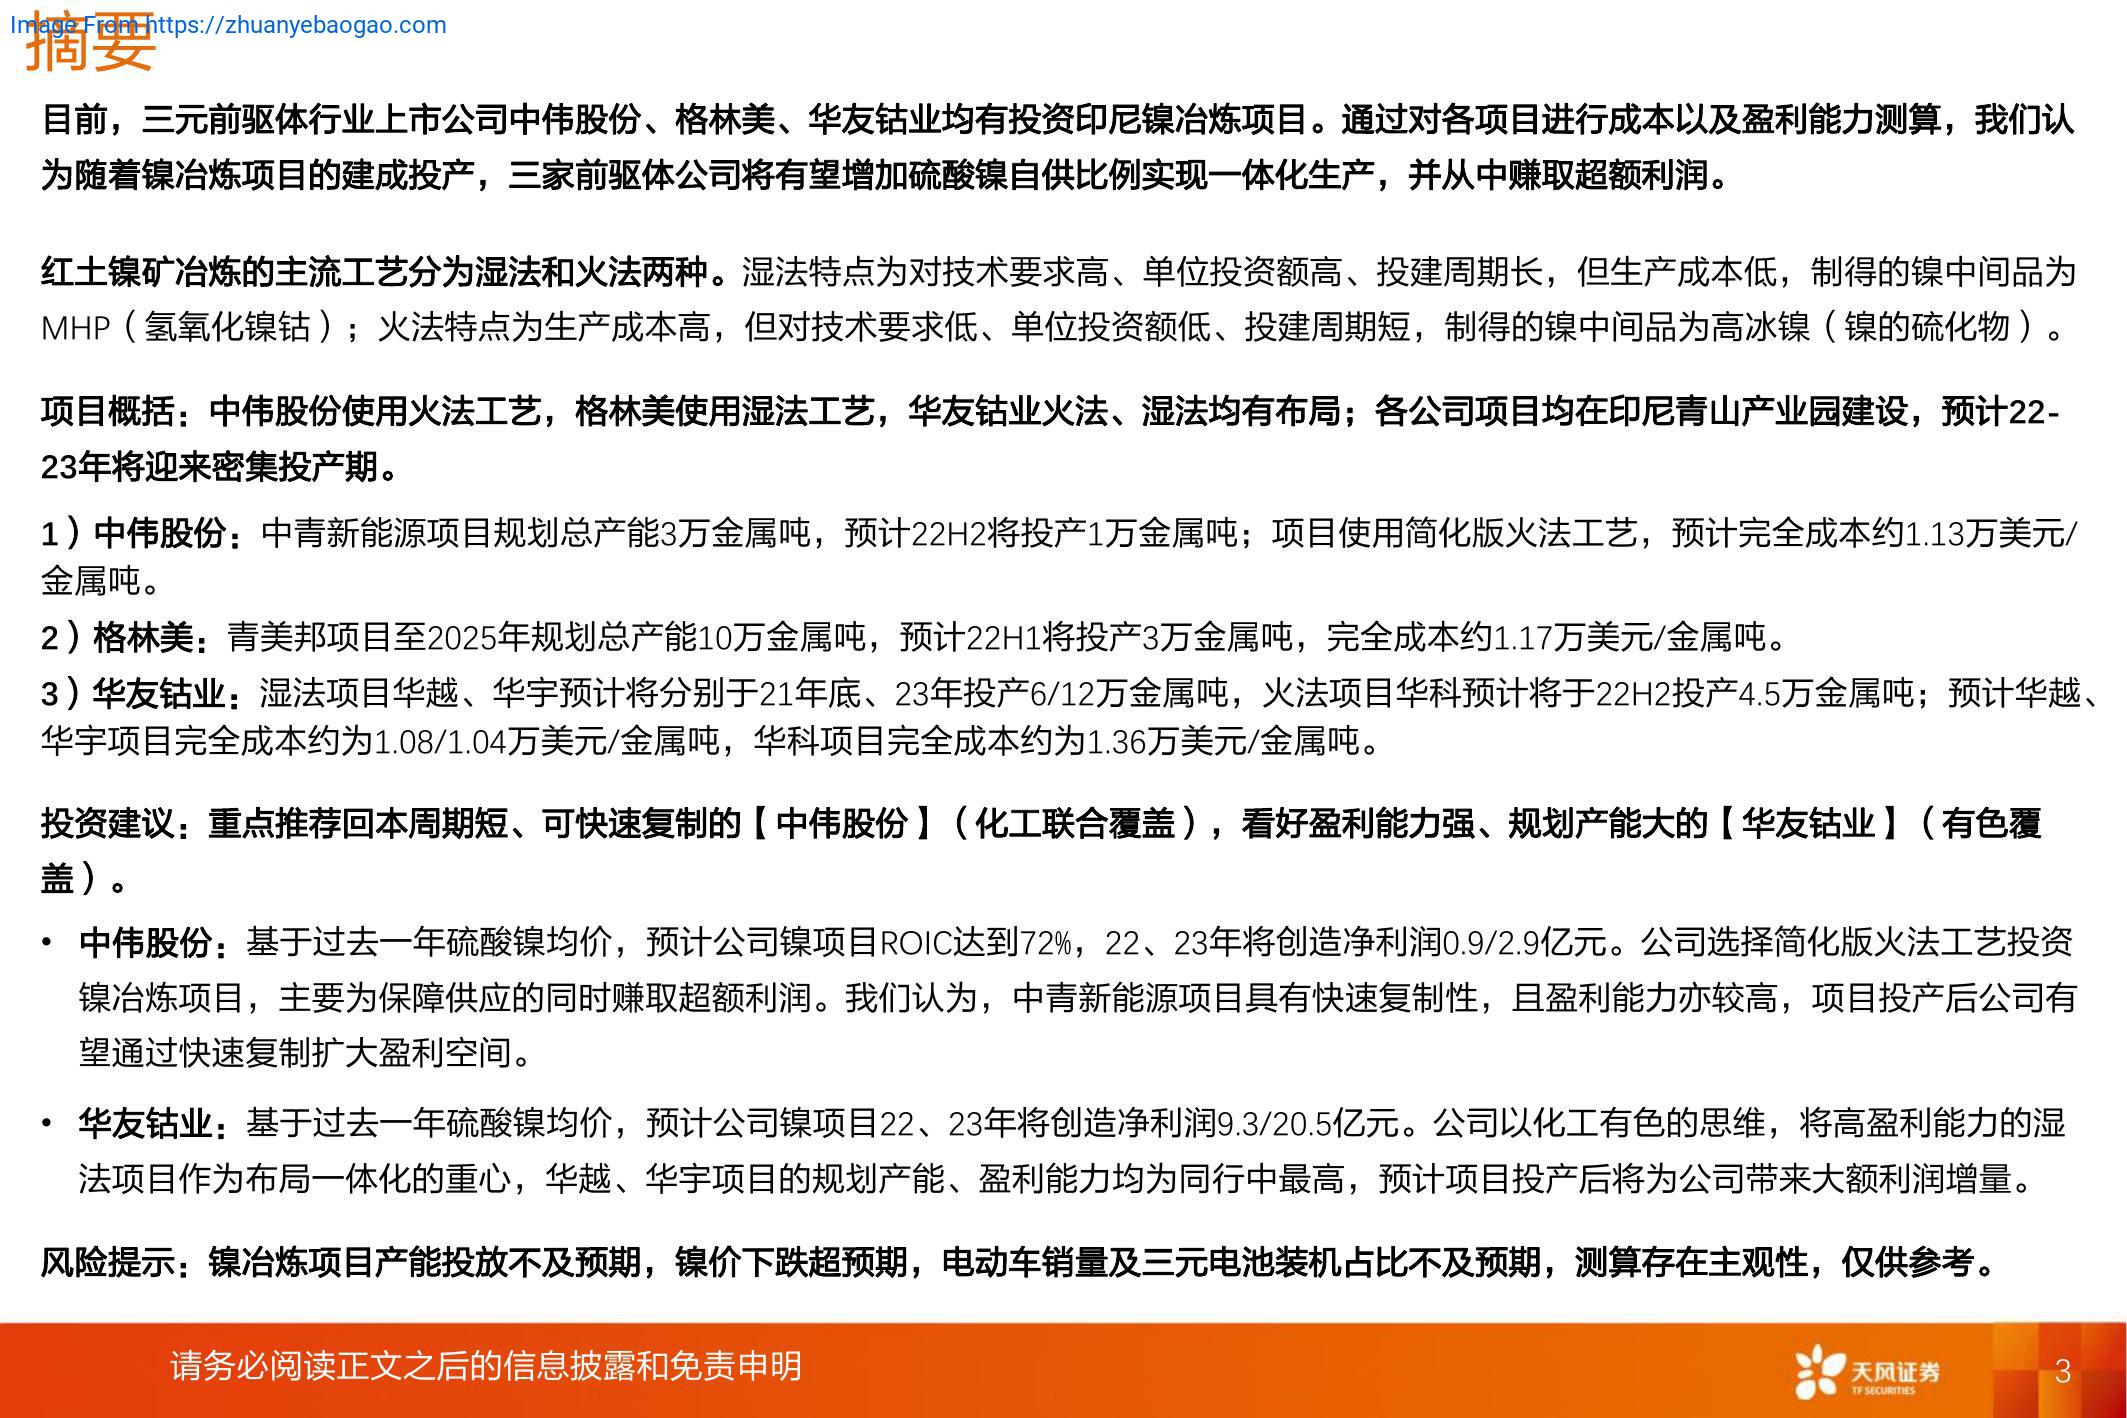 Image From https://zhuanyebaogao.com
摘要
目前，三元前驱体行业上市公司中伟股份、格林美、华友钴业均有投资印尼镍冶炼项目。通过对各项目进行成本以及盈利能力测算，我们认
为随着镍冶炼项目的建成投产，三家前驱体公司将有望增加硫酸镍自供比例实现一体化生产，并从中赚取超额利润。
红土镍矿冶炼的主流工艺分为湿法和火法两种。湿法特点为对技术要求高、单位投资额高、投建周期长，但生产成本低，制得的镍中间品为
MHP（氢氧化镍钴）；火法特点为生产成本高，但对技术要求低、单位投资额低、投建周期短，制得的镍中间品为高冰镍（镍的硫化物）。
项目概括：中伟股份使用火法工艺，格林美使用湿法工艺，华友钴业火法、湿法均有布局；各公司项目均在印尼青山产业园建设，预计22-
23年将迎来密集投产期。
1）中伟股份：中青新能源项目规划总产能3万金属吨，预计22H2将投产1万金属吨；项目使用简化版火法工艺，预计完全成本约1.13万美元/
金属吨。
2）格林美：青美邦项目至2025年规划总产能10万金属吨，预计22H1将投产3万金属吨，完全成本约1.17万美元/金属吨。
3）华友钴业：湿法项目华越、华宇预计将分别于21年底、23年投产6/12万金属吨，火法项目华科预计将于22H2投产4.5万金属吨；预计华越、
华宇项目完全成本约为1.08/1.04万美元/金属吨，华科项目完全成本约为1.36万美元/金属吨。
投资建议：重点推荐回本周期短、可快速复制的【中伟股份】（化工联合覆盖），看好盈利能力强、规划产能大的【华友钴业】（有色覆
盖）。
• 中伟股份：基于过去一年硫酸镍均价，预计公司镍项目ROIC达到72%，22、23年将创造净利润0.9/2.9亿元。公司选择简化版火法工艺投资
镍冶炼项目，主要为保障供应的同时赚取超额利润。我们认为，中青新能源项目具有快速复制性，且盈利能力亦较高，项目投产后公司有
望通过快速复制扩大盈利空间。
• 华友钴业：基于过去一年硫酸镍均价，预计公司镍项目22、23年将创造净利润9.3/20.5亿元。公司以化工有色的思维，将高盈利能力的湿
法项目作为布局一体化的重心，华越、华宇项目的规划产能、盈利能力均为同行中最高，预计项目投产后将为公司带来大额利润增量。
风险提示：镍冶炼项目产能投放不及预期，镍价下跌超预期，电动车销量及三元电池装机占比不及预期，测算存在主观性，仅供参考。
请务必阅读正文之后的信息披露和免责申明
天风证券
TF SECURITIES
3